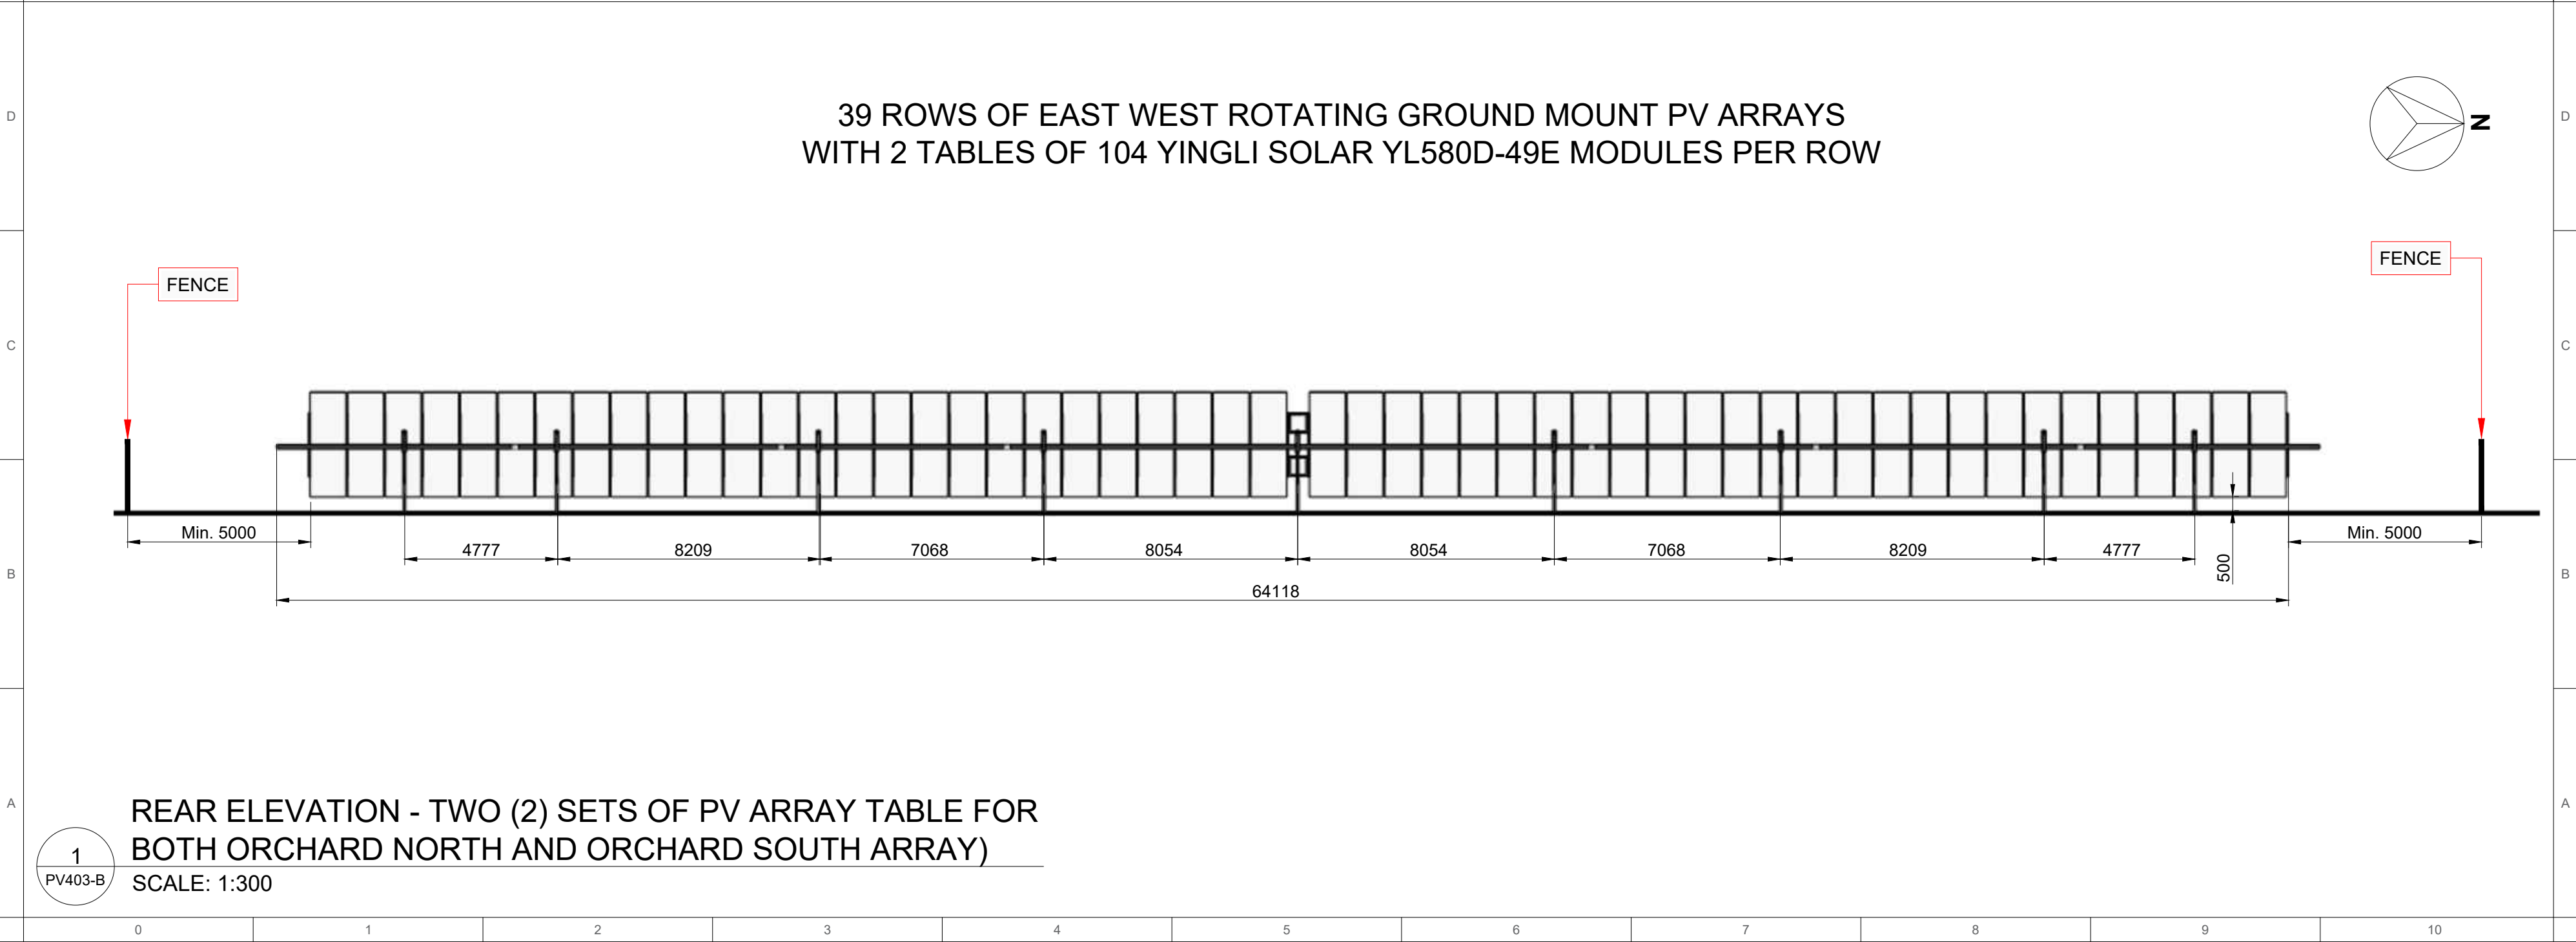 39 ROWS OF EAST WEST ROTATING GROUND MOUNT PV ARRAYS
WITH 2 TABLES OF 104 YINGLI SOLAR YL580D-49E MODULES PER ROW
N
D
D
FENCE
FENCE
C
C
Min. 5000
Min. 5000
4777
8209
7068
8054
8054
7068
8209
4777
500
B
B
64118
A
A
REAR ELEVATION - TWO (2) SETS OF PV ARRAY TABLE FOR
BOTH ORCHARD NORTH AND ORCHARD SOUTH ARRAY)
1
PV403-B
SCALE: 1:300
0
1
2
3
4
5
6
7
8
9
10